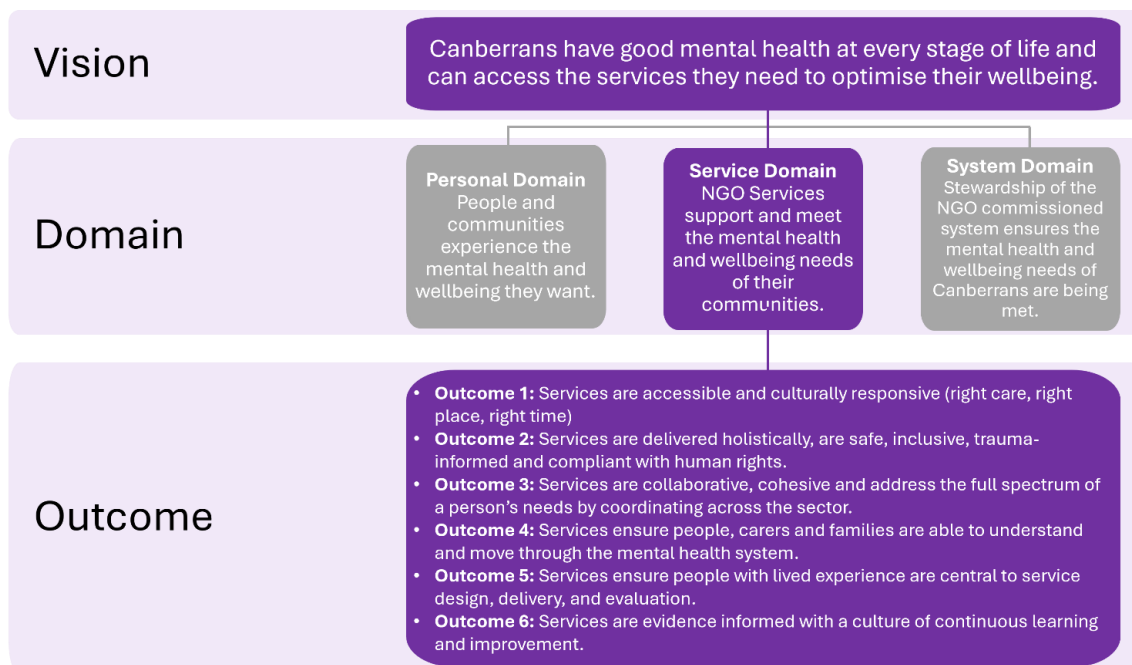 Vision
Canberrans have good mental health at every stage of life and
can access the services they need to optimise their wellbeing.
Domain
Personal Domain
People and
communities
experience the
mental health and
wellbeing they want.
Service Domain
NGO Services
support and meet
the mental health
and wellbeing needs
of their
communities.
System Domain
Stewardship of the
NGO commissioned
system ensures the
mental health and
wellbeing needs of
Canberrans are being
met.
Outcome
• Outcome 1: Services are accessible and culturally responsive (right care, right
place, right time)
• Outcome 2: Services are delivered holistically, are safe, inclusive, trauma-
informed and compliant with human rights.
• Outcome 3: Services are collaborative, cohesive and address the full spectrum of
a person's needs by coordinating across the sector.
• Outcome 4: Services ensure people, carers and families are able to understand
and move through the mental health system.
• Outcome 5: Services ensure people with lived experience are central to service
design, delivery, and evaluation.
• Outcome 6: Services are evidence informed with a culture of continuous learning
and improvement.